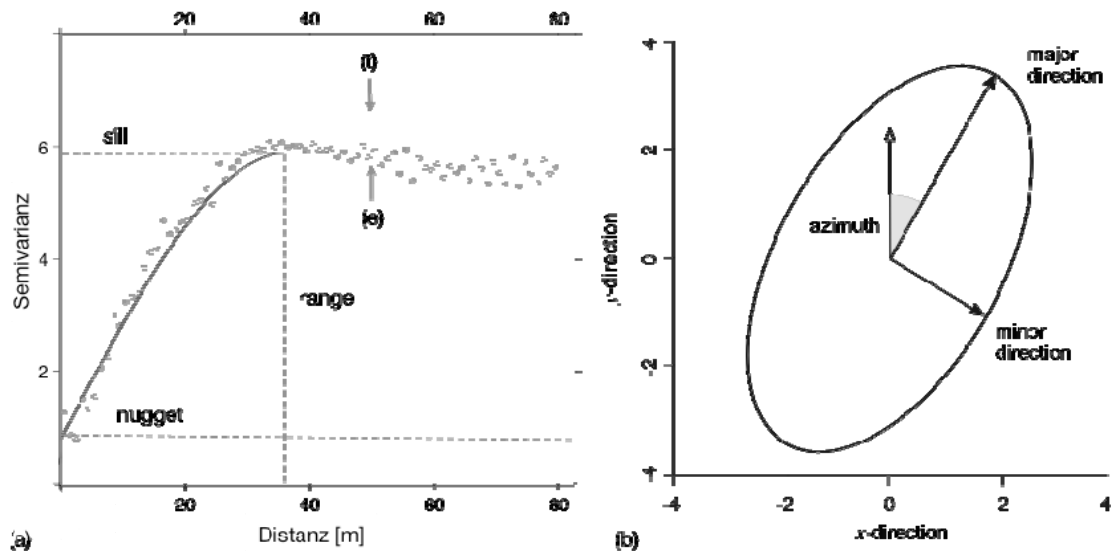 20 40 60 80
(t)
sill
6
(e)
Semivarianz
4
range
2
nugget
20 40 60 80
Distanz [m]
(a)
4
major
direction
2
azimuth
y-direction
0
minor
direction
-2
-4
-4 -2 0 2 4
x-direction
(b)